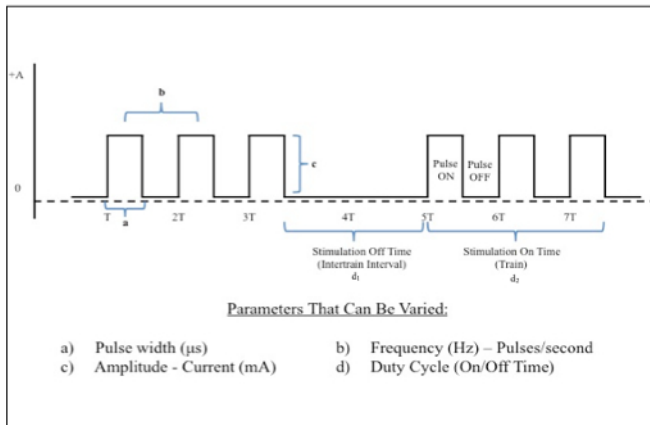 +A
b
c
Pulse ON
Pulse OFF
0
T 2T 3T 4T 5T 6T 7T
a
Stimulation Off Time
(Intertrain Interval)
d₁
Stimulation On Time
(Train)
d₂
Parameters That Can Be Varied:
a) Pulse width (μs)
b) Frequency (Hz) – Pulses/second
c) Amplitude - Current (mA)
d) Duty Cycle (On/Off Time)